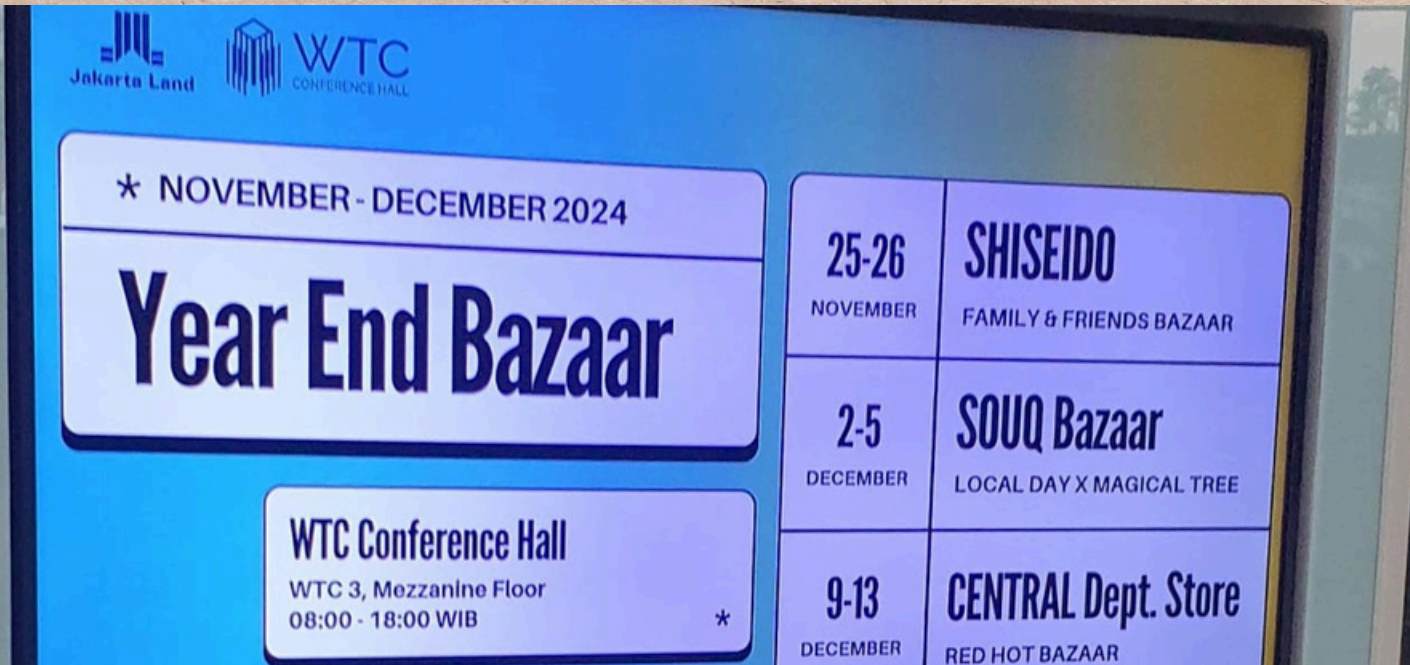 Jakarta Land
WTC
CONFERENCE HALL
* NOVEMBER - DECEMBER 2024
Year End Bazaar
WTC Conference Hall
WTC 3, Mezzanine Floor
08:00 - 18:00 WIB
*
25-26
NOVEMBER
SHISEIDO
FAMILY & FRIENDS BAZAAR
2-5
DECEMBER
SOUQ Bazaar
LOCAL DAY X MAGICAL TREE
9-13
DECEMBER
CENTRAL Dept. Store
RED HOT BAZAAR